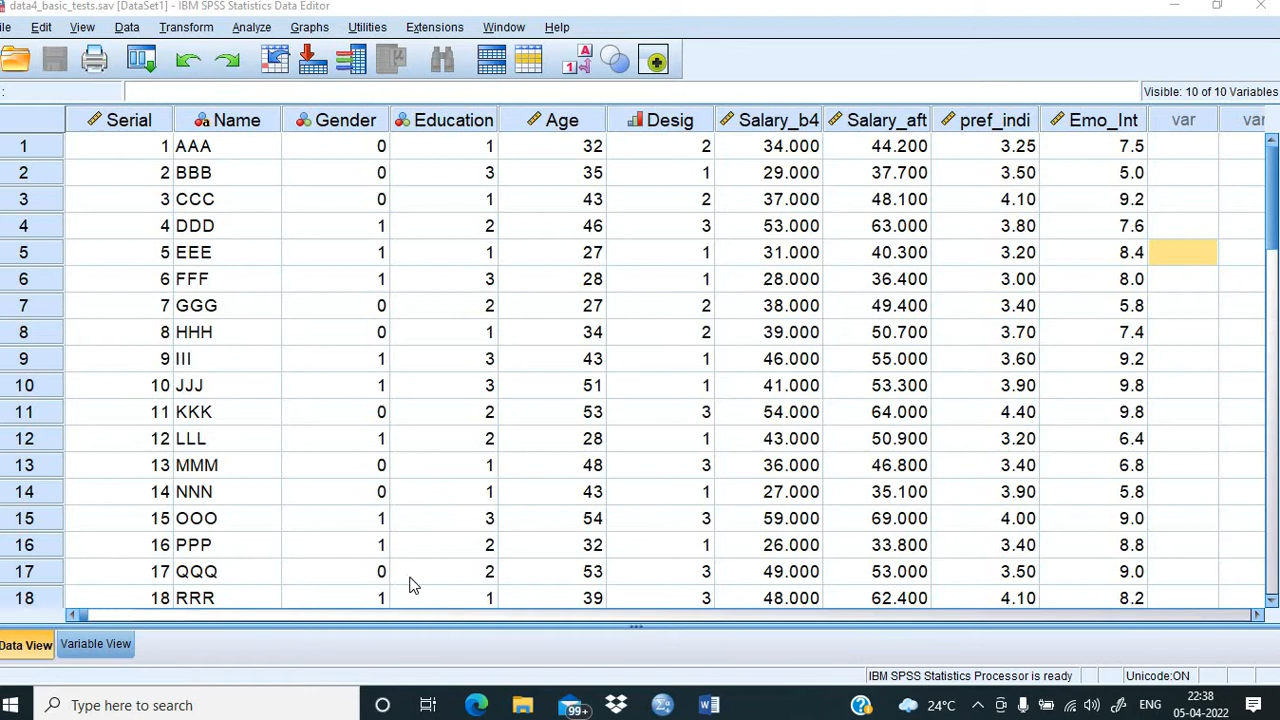 data4_basic_tests.sav [DataSet1] - IBM SPSS Statistics Data Editor
ile Edit View Data Transform Analyze Graphs Utilities Extensions Window Help
: Visible: 10 of 10 Variables
Serial Name Gender Education Age Desig Salary_b4 Salary_aft pref_indi Emo_Int var var
1 1 AAA 0 1 32 2 34.000 44.200 3.25 7.5
2 2 BBB 0 3 35 1 29.000 37.700 3.50 5.0
3 3 CCC 0 1 43 2 37.000 48.100 4.10 9.2
4 4 DDD 1 2 46 3 53.000 63.000 3.80 7.6
5 5 EEE 1 1 27 1 31.000 40.300 3.20 8.4
6 6 FFF 1 3 28 1 28.000 36.400 3.00 8.0
7 7 GGG 0 2 27 2 38.000 49.400 3.40 5.8
8 8 HHH 0 1 34 2 39.000 50.700 3.70 7.4
9 9 III 1 3 43 1 46.000 55.000 3.60 9.2
10 10 JJJ 1 3 51 1 41.000 53.300 3.90 9.8
11 11 KKK 0 2 53 3 54.000 64.000 4.40 9.8
12 12 LLL 1 2 28 1 43.000 50.900 3.20 6.4
13 13 MMM 0 1 48 3 36.000 46.800 3.40 6.8
14 14 NNN 0 1 43 1 27.000 35.100 3.90 5.8
15 15 OOO 1 3 54 3 59.000 69.000 4.00 9.0
16 16 PPP 1 2 32 1 26.000 33.800 3.40 8.8
17 17 QQQ 0 2 53 3 49.000 53.000 3.50 9.0
18 18 RRR 1 1 39 3 48.000 62.400 4.10 8.2
Data View Variable View
IBM SPSS Statistics Processor is ready Unicode:ON
Type here to search 99+ 24°C ENG 22:38
05-04-2022